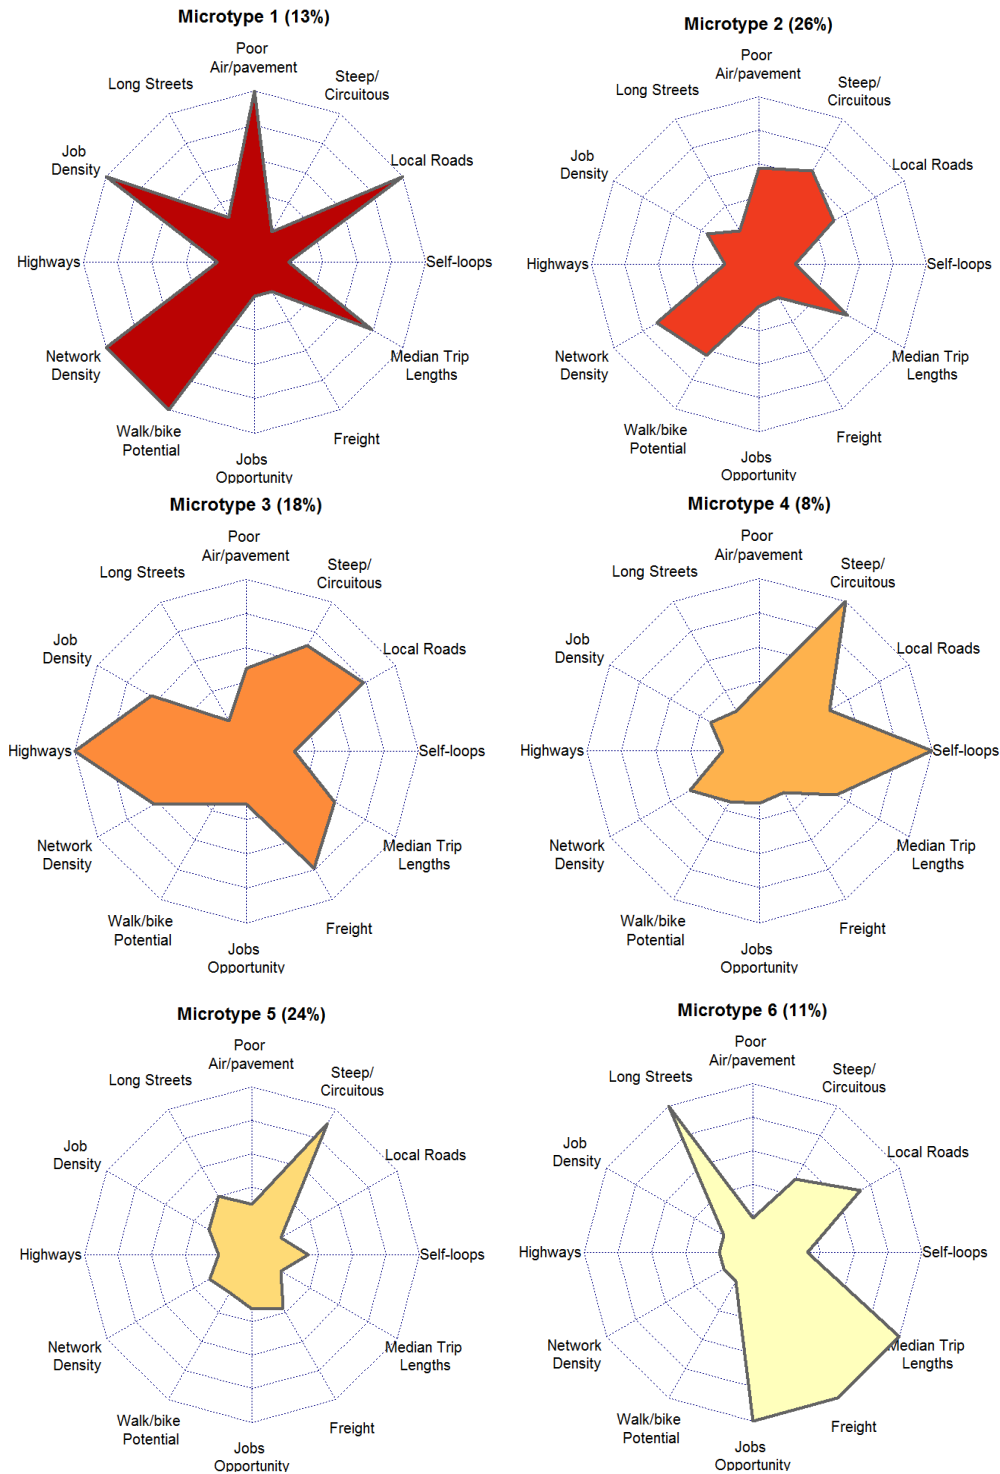 Microtype 1 (13%)
Poor
Air/pavement
Steep/
Circuitous
Local Roads
Self-loops
Median Trip
Lengths
Freight
Jobs
Opportunity
Walk/bike
Potential
Network
Density
Highways
Job
Density
Long Streets
Microtype 2 (26%)
Poor
Air/pavement
Steep/
Circuitous
Local Roads
Self-loops
Median Trip
Lengths
Freight
Jobs
Opportunity
Walk/bike
Potential
Network
Density
Highways
Job
Density
Long Streets
Microtype 3 (18%)
Poor
Air/pavement
Steep/
Circuitous
Local Roads
Self-loops
Median Trip
Lengths
Freight
Jobs
Opportunity
Walk/bike
Potential
Network
Density
Highways
Job
Density
Long Streets
Microtype 4 (8%)
Poor
Air/pavement
Steep/
Circuitous
Local Roads
Self-loops
Median Trip
Lengths
Freight
Jobs
Opportunity
Walk/bike
Potential
Network
Density
Highways
Job
Density
Long Streets
Microtype 5 (24%)
Poor
Air/pavement
Steep/
Circuitous
Local Roads
Self-loops
Median Trip
Lengths
Freight
Jobs
Opportunity
Walk/bike
Potential
Network
Density
Highways
Job
Density
Long Streets
Microtype 6 (11%)
Poor
Air/pavement
Steep/
Circuitous
Local Roads
Self-loops
Median Trip
Lengths
Freight
Jobs
Opportunity
Walk/bike
Potential
Network
Density
Highways
Job
Density
Long Streets